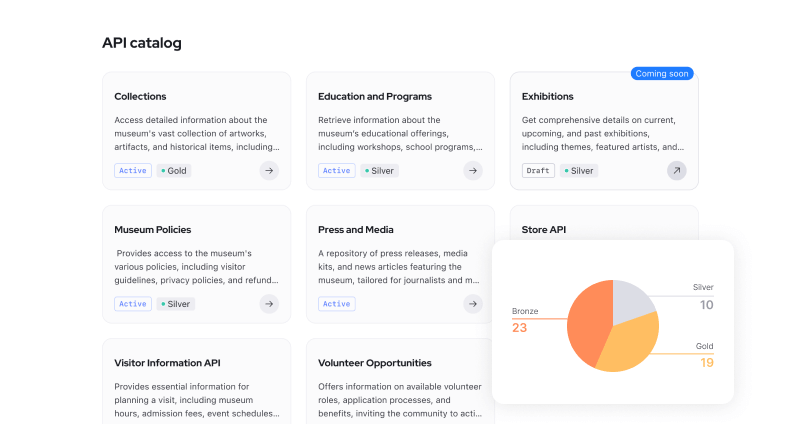 API catalog
Coming soon
Collections
Access detailed information about the
museum's vast collection of artworks,
artifacts, and historical items, including...
Active
Gold
Education and Programs
Retrieve information about the
museum's educational offerings,
including workshops, school programs,...
Active
Silver
Exhibitions
Get comprehensive details on current,
upcoming, and past exhibitions,
including themes, featured artists, and...
Draft
Silver
Museum Policies
Provides access to the museum's
various policies, including visitor
guidelines, privacy policies, and refund...
Active
Silver
Press and Media
A repository of press releases, media
kits, and news articles featuring the
museum, tailored for journalists and m...
Active
Store API
Silver
10
Bronze
23
Gold
19
Visitor Information API
Provides essential information for
planning a visit, including museum
hours, admission fees, event schedules...
Volunteer Opportunities
Offers information on available volunteer
roles, application processes, and
benefits, inviting the community to acti...